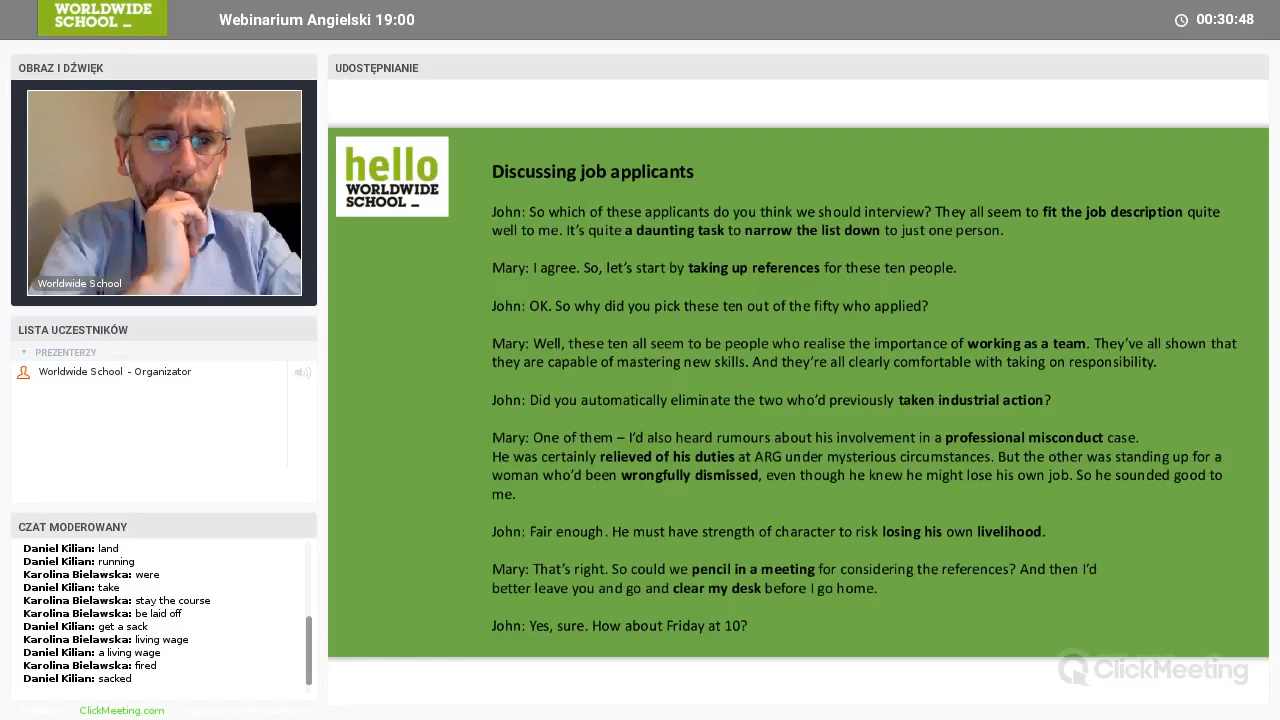 WORLDWIDE
SCHOOL
Webinarium Angielski 19:00
00:30:48
OBRAZ I DŹWIĘK
Worldwide School
LISTA UCZESTNIKÓW
PREZENTERZY
Worldwide School - Organizator
CZAT MODEROWANY
Daniel Kilian: land
Daniel Kilian: running
Karolina Bielawska: were
Daniel Kilian: take
Karolina Bielawska: stay the course
Karolina Bielawska: be laid off
Daniel Kilian: get a sack
Karolina Bielawska: living wage
Daniel Kilian: a living wage
Karolina Bielawska: fired
Daniel Kilian: sacked
ClickMeeting.com
UDOSTĘPNIANIE
hello
WORLDWIDE
SCHOOL
Discussing job applicants
John: So which of these applicants do you think we should interview? They all seem to fit the job description quite
well to me. It's quite a daunting task to narrow the list down to just one person.
Mary: I agree. So, let's start by taking up references for these ten people.
John: OK. So why did you pick these ten out of the fifty who applied?
Mary: Well, these ten all seem to be people who realise the importance of working as a team. They've all shown that
they are capable of mastering new skills. And they're all clearly comfortable with taking on responsibility.
John: Did you automatically eliminate the two who'd previously taken industrial action?
Mary: One of them – I'd also heard rumours about his involvement in a professional misconduct case.
He was certainly relieved of his duties at ARG under mysterious circumstances. But the other was standing up for a
woman who'd been wrongfully dismissed, even though he knew he might lose his own job. So he sounded good to
me.
John: Fair enough. He must have strength of character to risk losing his own livelihood.
Mary: That's right. So could we pencil in a meeting for considering the references? And then I'd
better leave you and go and clear my desk before I go home.
John: Yes, sure. How about Friday at 10?
ClickMeeting